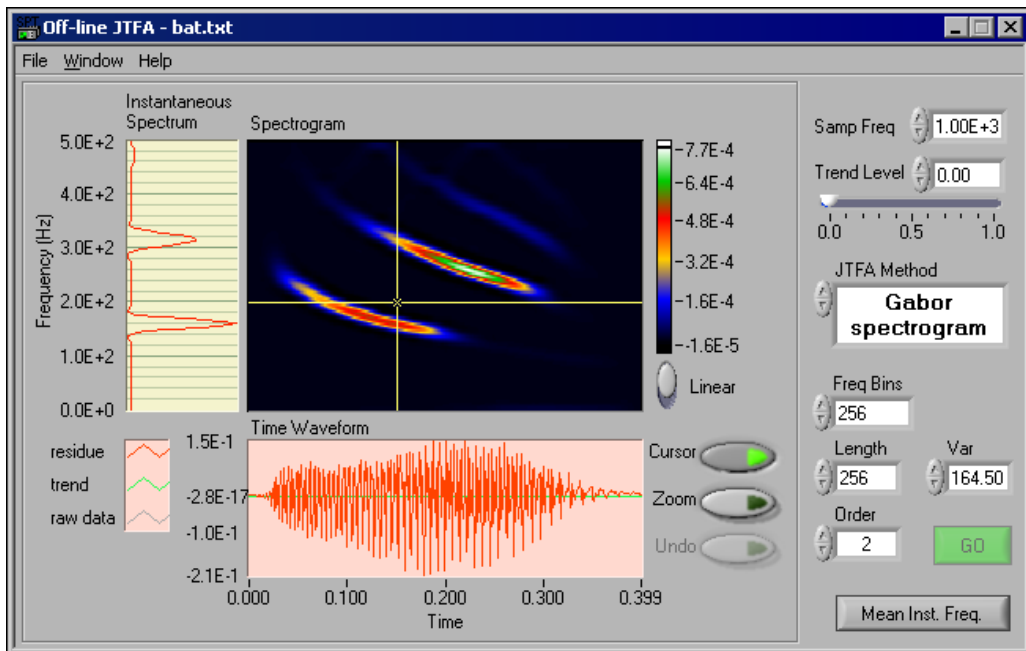 Off-line JTFA - bat.txt
File Window Help
Instantaneous
Spectrum
Spectrogram
Frequency (Hz)
5.0E+2
4.0E+2
3.0E+2
2.0E+2
1.0E+2
0.0E+0
-7.7E-4
-6.4E-4
-4.8E-4
-3.2E-4
-1.6E-4
--1.6E-5
Linear
Samp Freq 1.00E+3
Trend Level 0.00
0.0 0.5 1.0
JTFA Method
Gabor
spectrogram
Freq Bins
256
Length Var
256 164.50
Order
2 GO
Mean Inst. Freq.
residue
trend
raw data
Time Waveform
1.5E-1
-2.8E-17
-1.0E-1
-2.1E-1
0.000 0.100 0.200 0.300 0.399
Time
Cursor
Zoom
Undo